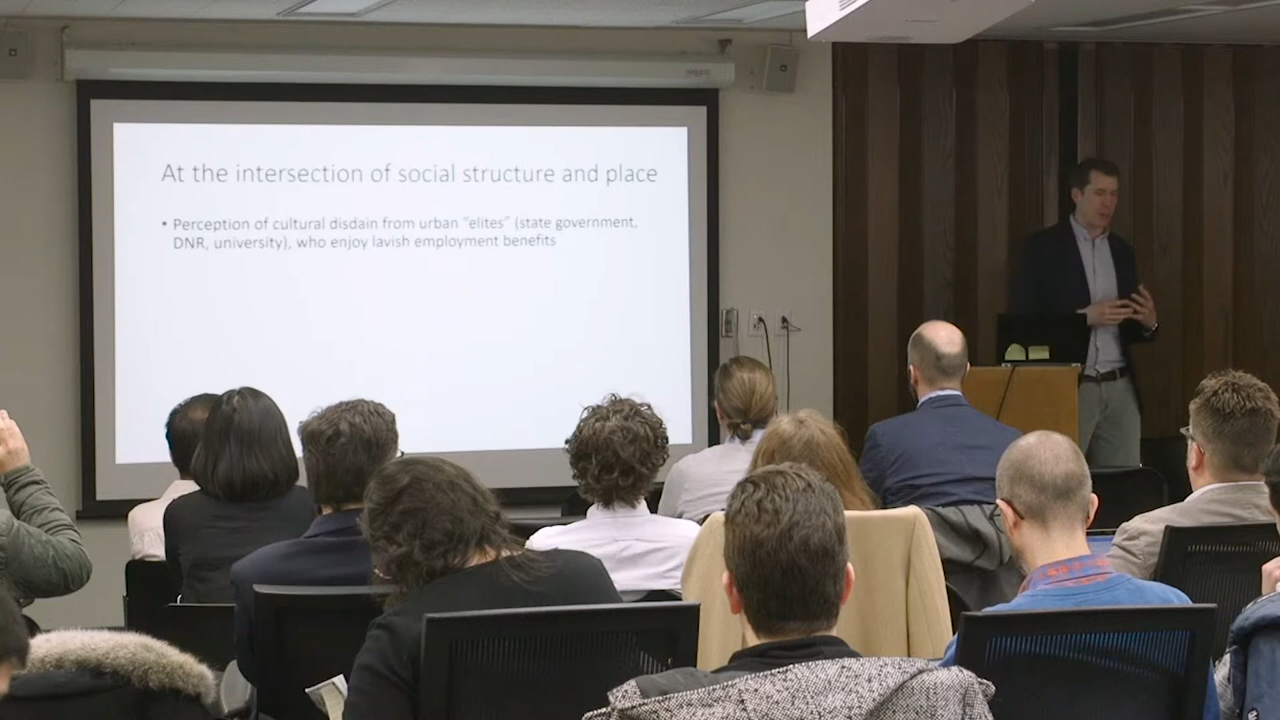 At the intersection of social structure and place
• Perception of cultural disdain from urban “elites” (state government,
DNR, university), who enjoy lavish employment benefits